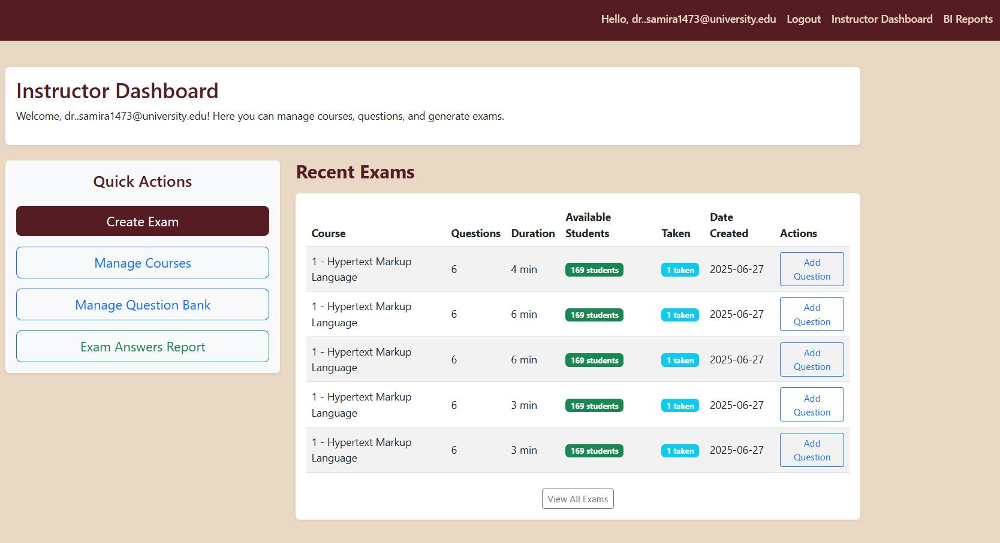 Hello, dr..samira1473@university.edu Logout Instructor Dashboard BI Reports
Instructor Dashboard
Welcome, dr..samira1473@university.edu! Here you can manage courses, questions, and generate exams.
Quick Actions
Create Exam
Manage Courses
Manage Question Bank
Exam Answers Report
Recent Exams
Course Questions Duration Available Students Taken Date Created Actions
1 - Hypertext Markup Language 6 4 min 169 students 1 taken 2025-06-27 Add Question
1 - Hypertext Markup Language 6 6 min 169 students 1 taken 2025-06-27 Add Question
1 - Hypertext Markup Language 6 6 min 169 students 1 taken 2025-06-27 Add Question
1 - Hypertext Markup Language 6 3 min 169 students 1 taken 2025-06-27 Add Question
1 - Hypertext Markup Language 6 3 min 169 students 1 taken 2025-06-27 Add Question
View All Exams